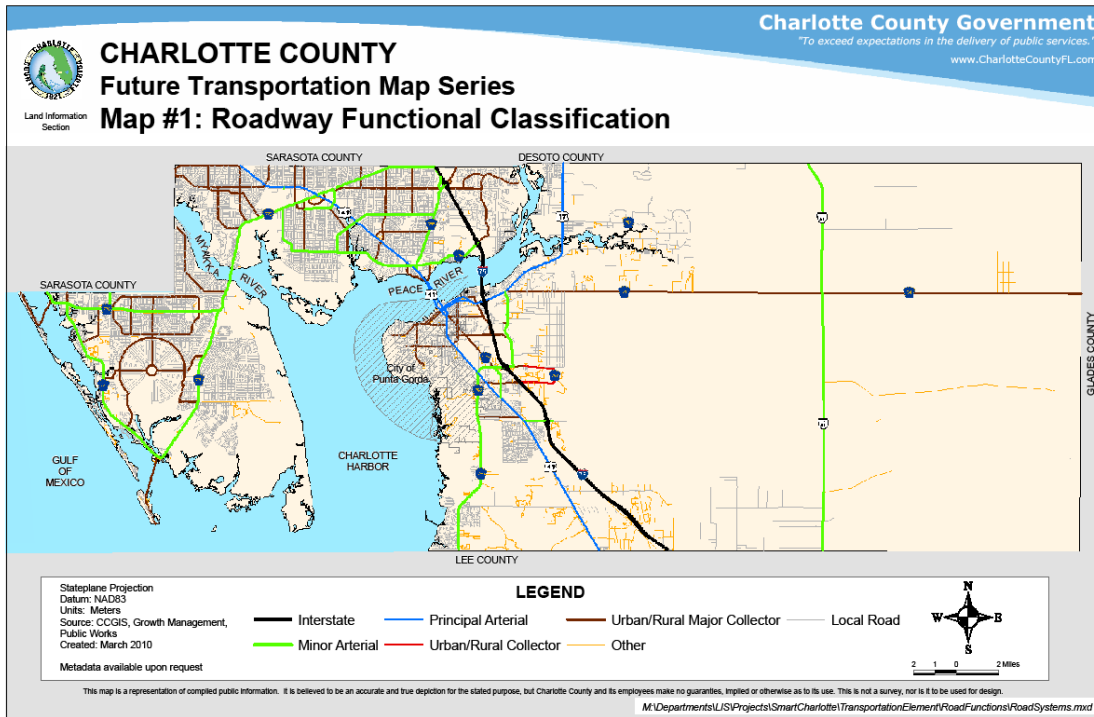 Charlotte County Government
"To exceed expectations in the delivery of public services."
www.CharlotteCountyFL.com
CHARLOTTE COUNTY
Future Transportation Map Series
Map #1: Roadway Functional Classification
Land Information
Section
SARASOTA COUNTY
DESOTO COUNTY
MYAKKA RIVER
PEACE RIVER
SARASOTA COUNTY
17
GLADES COUNTY
City of
Punta Gorda
CHARLOTTE
HARBOR
GULF
OF
MEXICO
LEE COUNTY
Stateplane Projection
Datum: NAD83
Units: Meters
Source: CCGIS, Growth Management,
Public Works
Created: March 2010
Metadata available upon request
LEGEND
Interstate
Principal Arterial
Urban/Rural Major Collector
Local Road
Minor Arterial
Urban/Rural Collector
Other
N
W E
S
2 1 0 2 Miles
This map is a representation of compiled public information. It is believed to be an accurate and true depiction for the stated purpose, but Charlotte County and its employees make no guaranties, implied or otherwise as to its use. This is not a survey, nor is it to be used for design.
M:\Departments\LIS\Projects\SmartCharlotte\TransportationElement\RoadFunctions\RoadSystems.mxd